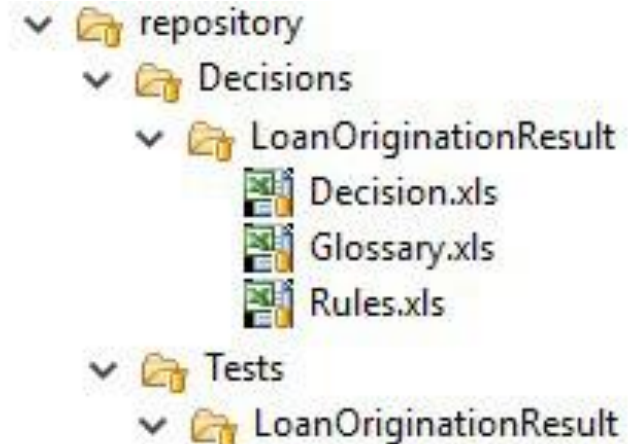 repository
Decisions
LoanOriginationResult
Decision.xls
Glossary.xls
Rules.xls
Tests
LoanOriginationResult